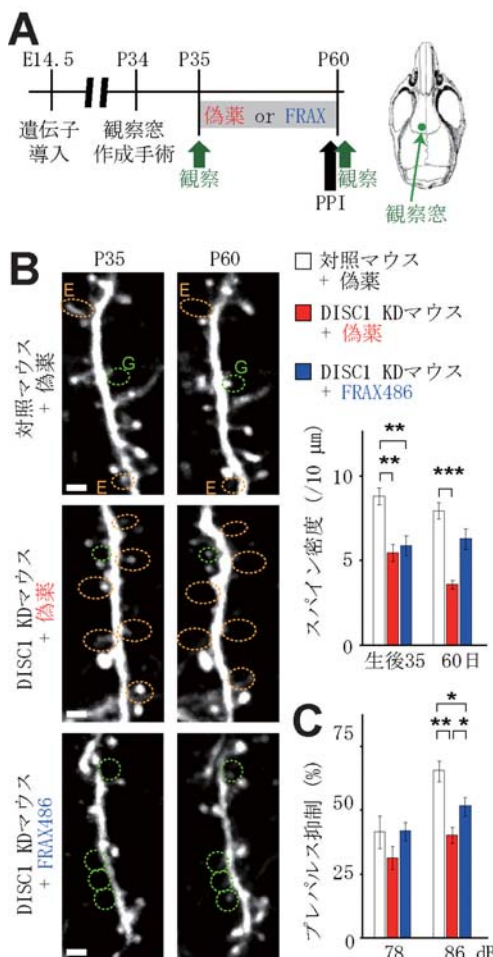 A
E14.5 P34 P35 P60
遺伝子
導入
観察窓
作成手術
偽薬 or FRAX
観察
PPI
観察
観察窓
B
P35 P60
対照マウス
+ 偽薬
E
E
G
E
E
G
E
DISC1 KDマウス
+ 偽薬
DISC1 KDマウス
+ FRAX486
対照マウス
+ 偽薬
DISC1 KDマウス
+ 偽薬
DISC1 KDマウス
+ FRAX486
スパイン密度 (/10 μm)
10
5
0
**
**
***
生後35 60日
C
プレパルス抑制 (%)
75
50
25
0
*
** *
78 86 dB